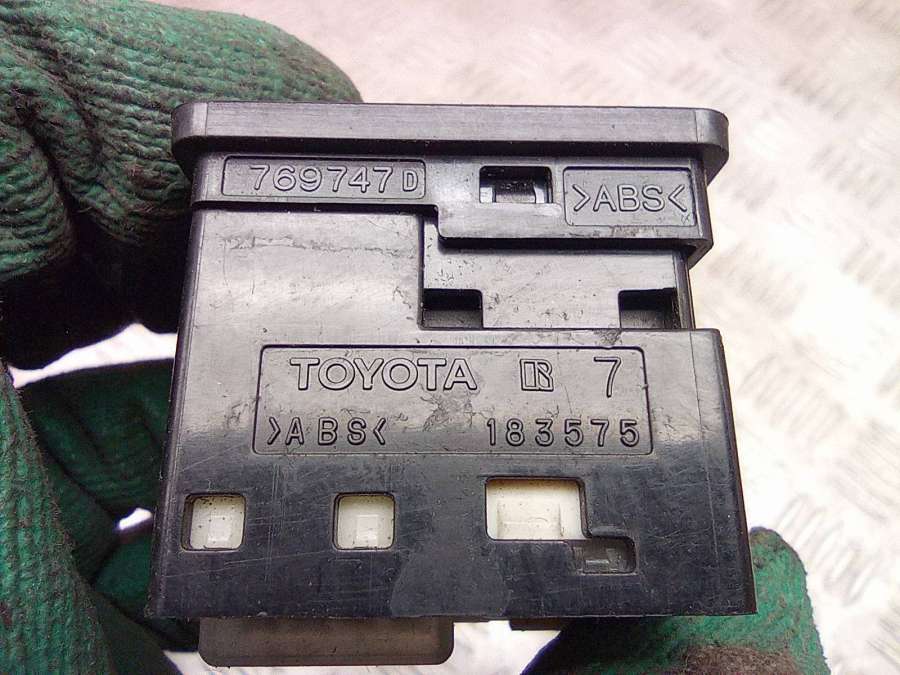 769747D
>ABS<
TOYOTA R 7
>ABS< 183575